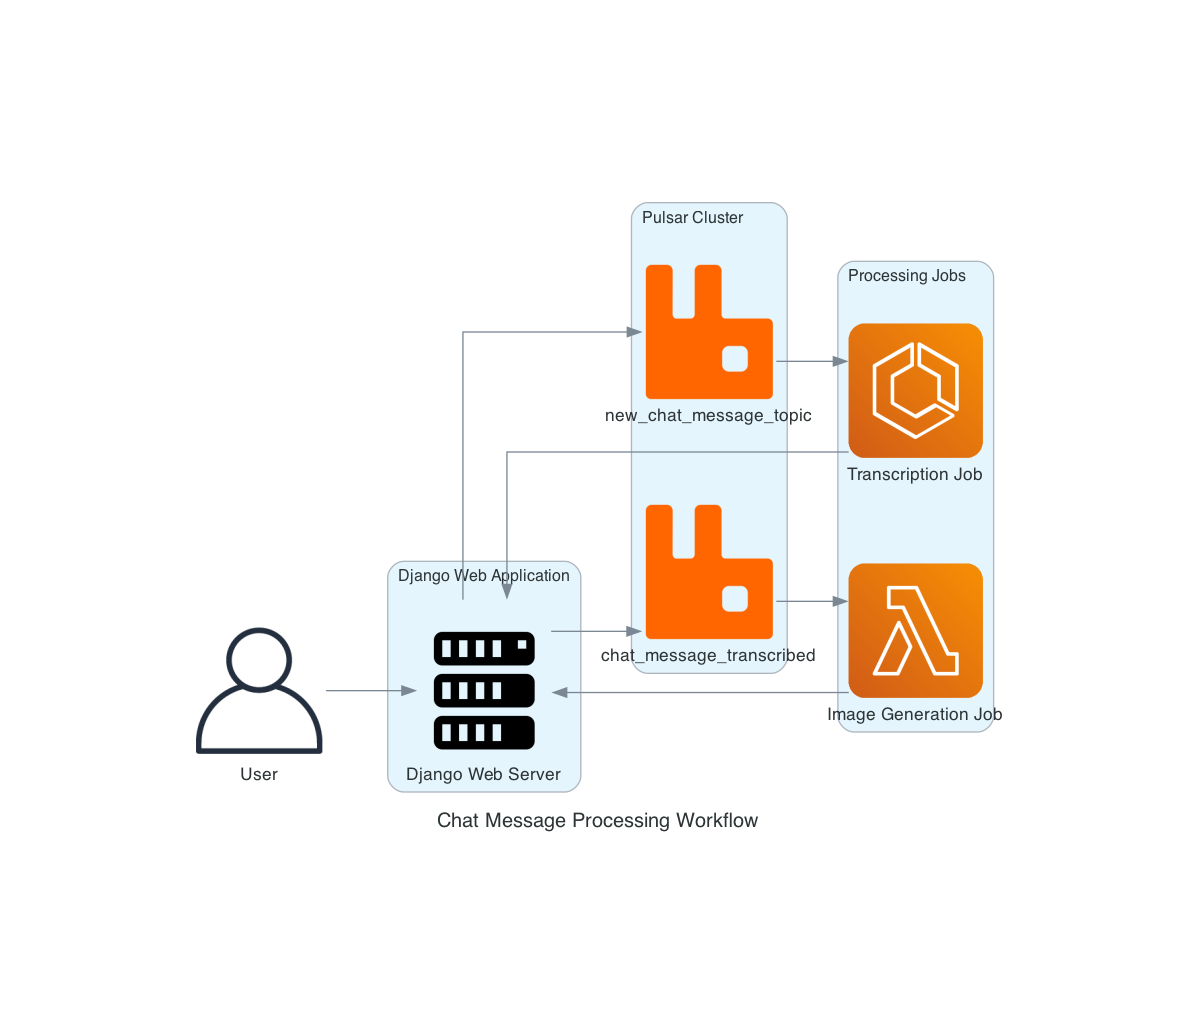 Pulsar Cluster
Processing Jobs
new_chat_message_topic
Transcription Job
Django Web Application
chat_message_transcribed
Image Generation Job
User
Django Web Server
Chat Message Processing Workflow